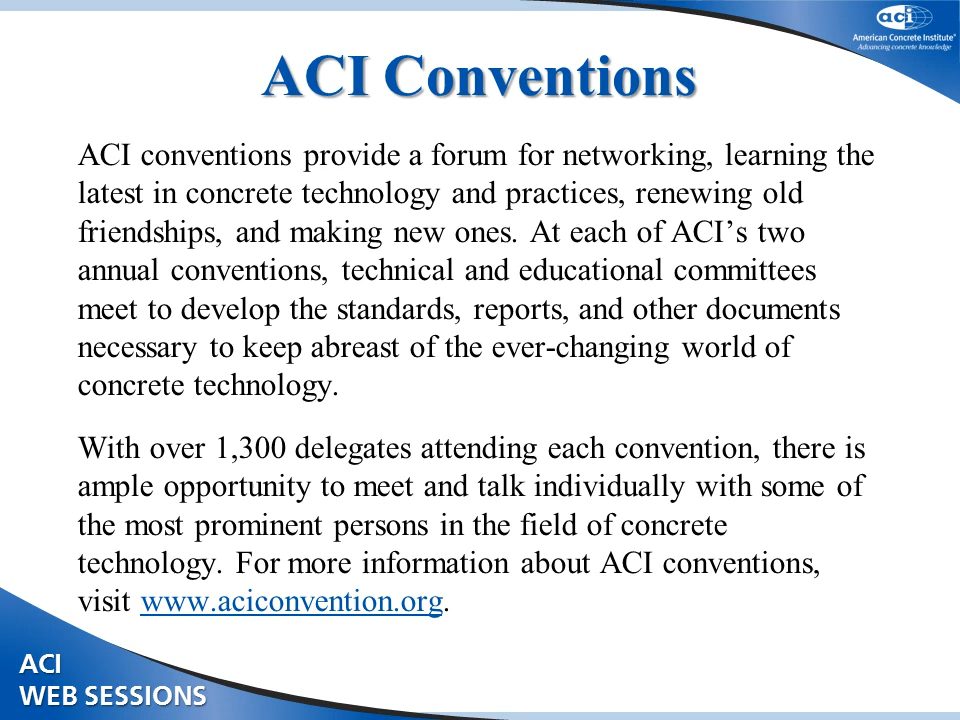 aci
American Concrete Institute®
Advancing concrete knowledge
ACI Conventions
ACI conventions provide a forum for networking, learning the
latest in concrete technology and practices, renewing old
friendships, and making new ones. At each of ACI’s two
annual conventions, technical and educational committees
meet to develop the standards, reports, and other documents
necessary to keep abreast of the ever-changing world of
concrete technology.
With over 1,300 delegates attending each convention, there is
ample opportunity to meet and talk individually with some of
the most prominent persons in the field of concrete
technology. For more information about ACI conventions,
visit www.aciconvention.org.
ACI
WEB SESSIONS